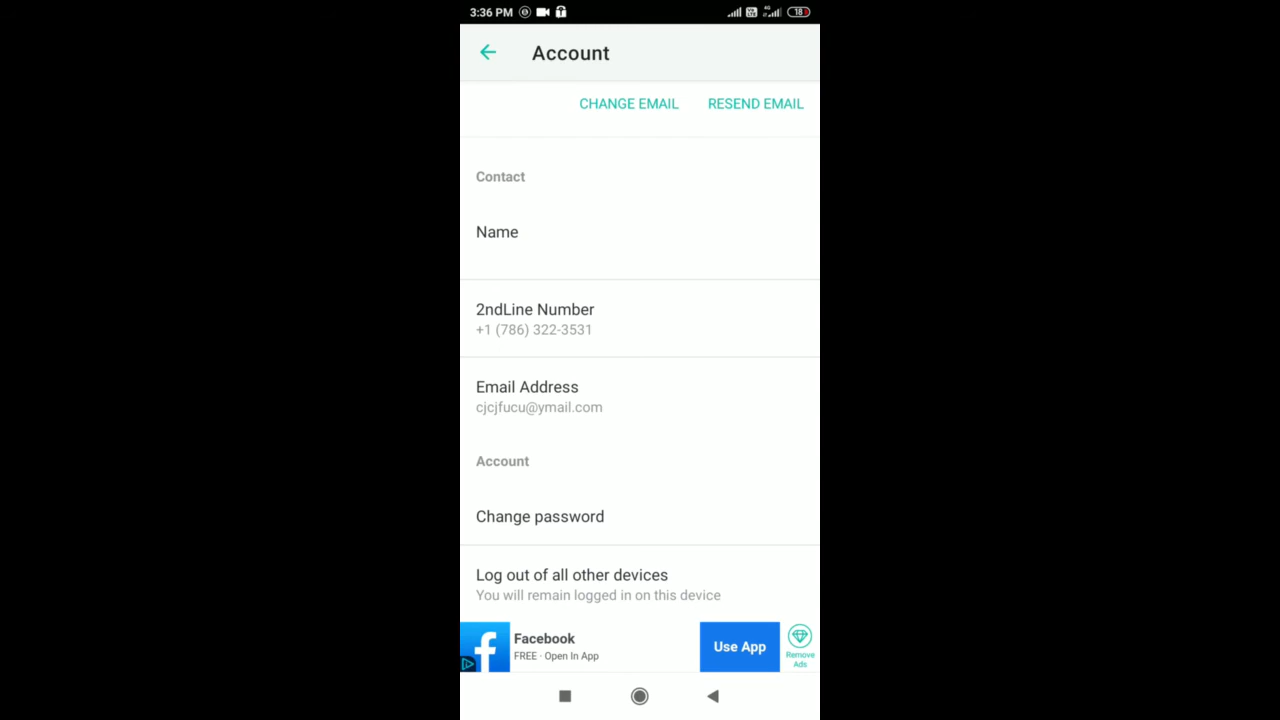 3:36 PM
18
Account
CHANGE EMAIL RESEND EMAIL
Contact
Name
2ndLine Number
+1 (786) 322-3531
Email Address
cjcjfucu@ymail.com
Account
Change password
Log out of all other devices
You will remain logged in on this device
Facebook
FREE · Open In App
Use App
Remove
Ads